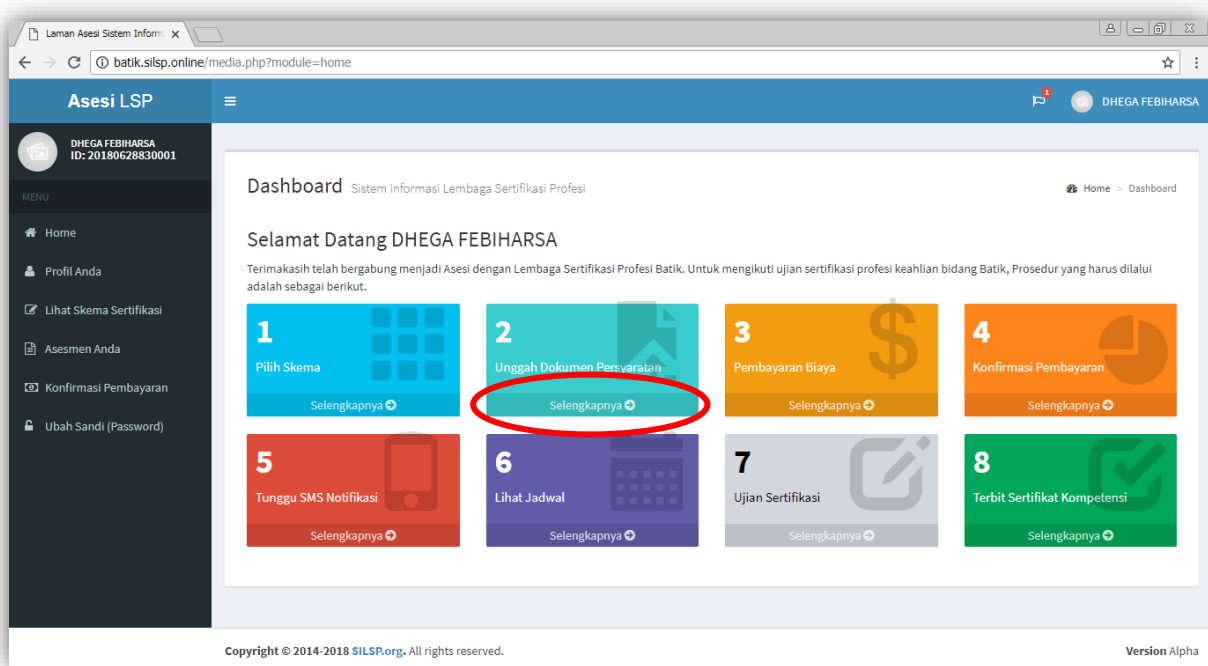 Laman Asesi Sistem Inform
batik.silsp.online/media.php?module=home
Asesi LSP
1
DHEGA FEBIHARSA
DHEGA FEBIHARSA
ID: 20180628830001
MENU
Home
Profil Anda
Lihat Skema Sertifikasi
Asesmen Anda
Konfirmasi Pembayaran
Ubah Sandi (Password)
Dashboard Sistem Informasi Lembaga Sertifikasi Profesi
Home > Dashboard
Selamat Datang DHEGA FEBIHARSA
Terimakasih telah bergabung menjadi Asesi dengan Lembaga Sertifikasi Profesi Batik. Untuk mengikuti ujian sertifikasi profesi keahlian bidang Batik, Prosedur yang harus dilalui
adalah sebagai berikut.
1
Pilih Skema
Selengkapnya
2
Unggah Dokumen Persyaratan
Selengkapnya
3
Pembayaran Biaya
Selengkapnya
4
Konfirmasi Pembayaran
Selengkapnya
5
Tunggu SMS Notifikasi
Selengkapnya
6
Lihat Jadwal
Selengkapnya
7
Ujian Sertifikasi
Selengkapnya
8
Terbit Sertifikat Kompetensi
Selengkapnya
Copyright © 2014-2018 SILSP.org. All rights reserved.
Version Alpha